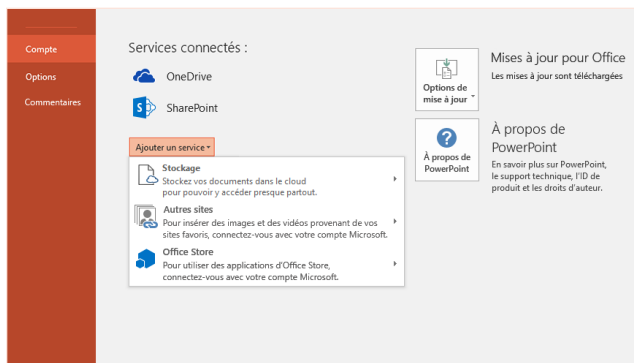 Compte
Options
Commentaires
Services connectés :
OneDrive
SharePoint
Ajouter un service
Stockage
Stockez vos documents dans le cloud
pour pouvoir y accéder presque partout.
Autres sites
Pour insérer des images et des vidéos provenant de vos
sites favoris, connectez-vous avec votre compte Microsoft.
Office Store
Pour utiliser des applications d'Office Store,
connectez-vous avec votre compte Microsoft.
Options de
mise à jour
Mises à jour pour Office
Les mises à jour sont téléchargées
À propos de
PowerPoint
À propos de
PowerPoint
En savoir plus sur PowerPoint,
le support technique, l'ID de
produit et les droits d'auteur.